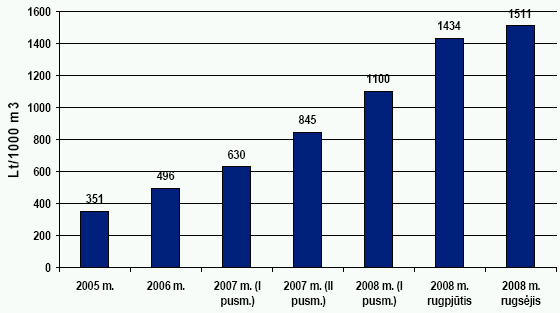 1600
1400
1200
1000
800
600
400
200
0
Lt/1000 m3
351
496
630
845
1100
1434
1511
2005 m.
2006 m.
2007 m. (I
pusm.)
2007 m. (II
pusm.)
2008 m. (I
pusm.)
2008 m.
rugpjūtis
2008 m.
rugsėjis